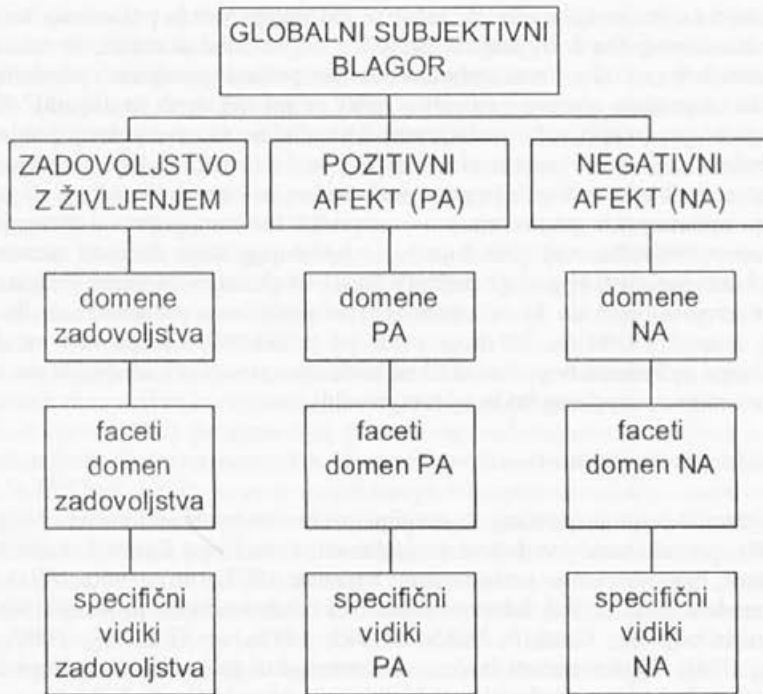 GLOBALNI SUBJEKTIVNI
BLAGOR
ZADOVOLJSTVO
Z ŽIVLJENJEM
POZITIVNI
AFEKT (PA)
NEGATIVNI
AFEKT (NA)
domene
zadovoljstva
domene
PA
domene
NA
faceti
domen
zadovoljstva
faceti
domen PA
faceti
domen NA
specifični
vidiki
zadovoljstva
specifični
vidiki
PA
specifični
vidiki
NA